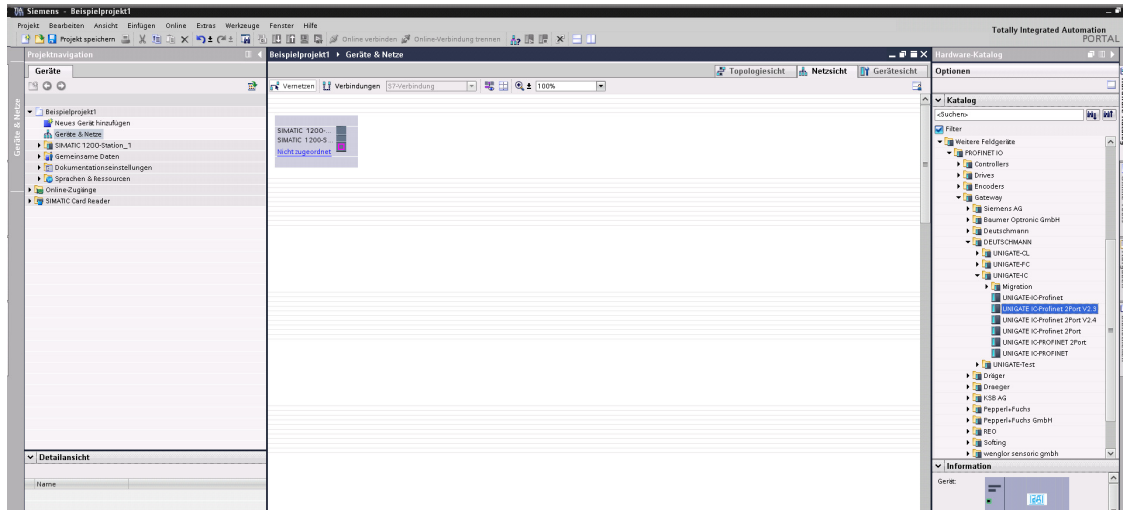 Siemens - Beispielprojekt1
Projekt Bearbeiten Ansicht Einfügen Online Extras Werkzeuge Fenster Hilfe
Projekt speichern
Online verbinden
Online-Verbindung trennen
Totally Integrated Automation
PORTAL
Projektnavigation
Beispielprojekt1 Geräte & Netze
Hardware-Katalog
Geräte
Topologiesicht
Netzsicht
Gerätesicht
Optionen
Vernetzen
Verbindungen
S7-Verbindung
100%
Geräte & Netze
Beispielprojekt1
Neues Gerät hinzufügen
Geräte & Netze
SIMATIC 1200-Station_1
Gemeinsame Daten
Dokumentationseinstellungen
Sprachen & Ressourcen
Online-Zugänge
SIMATIC Card Reader
SIMATIC 1200-...
SIMATIC 1200-S...
Nicht zugeordnet
Katalog
<Suchen>
Filter
Weitere Feldgeräte
PROFINET IO
Controllers
Drives
Encoders
Gateway
Siemens AG
Baumer Optronic GmbH
Deutschmann
DEUTSCHMANN
UNIGATE-CL
UNIGATE-FC
UNIGATE-IC
Migration
UNIGATE-IC-Profinet
UNIGATE IC-Profinet 2Port V2.3
UNIGATE IC-Profinet 2Port V2.4
UNIGATE IC-Profinet 2Port
UNIGATE IC-PROFINET 2Port
UNIGATE IC-PROFINET
UNIGATE-Test
Dräger
Draeger
KSB AG
Pepperl+Fuchs
Pepperl+Fuchs GmbH
REO
Softing
wenglor sensoric gmbh
Detailansicht
Name
Information
Gerät: